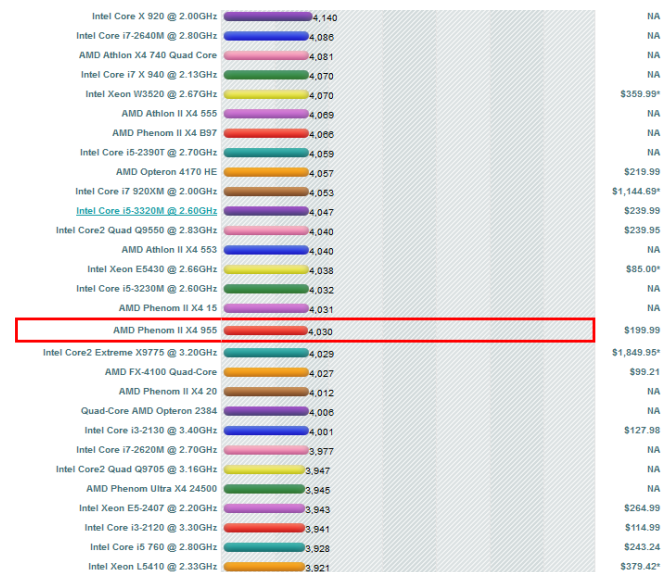 Intel Core X 920 @ 2.00GHz 4,140 NA
Intel Core i7-2640M @ 2.80GHz 4,086 NA
AMD Athlon X4 740 Quad Core 4,081 NA
Intel Core i7 X 940 @ 2.13GHz 4,070 NA
Intel Xeon W3520 @ 2.67GHz 4,070 $359.99*
AMD Athlon II X4 555 4,069 NA
AMD Phenom II X4 B97 4,066 NA
Intel Core i5-2390T @ 2.70GHz 4,059 NA
AMD Opteron 4170 HE 4,057 $219.99
Intel Core i7 920XM @ 2.00GHz 4,053 $1,144.69*
Intel Core i5-3320M @ 2.60GHz 4,047 $239.99
Intel Core2 Quad Q9550 @ 2.83GHz 4,040 $239.95
AMD Athlon II X4 553 4,040 NA
Intel Xeon E5430 @ 2.66GHz 4,038 $85.00*
Intel Core i5-3230M @ 2.60GHz 4,032 NA
AMD Phenom II X4 15 4,031 NA
AMD Phenom II X4 955 4,030 $199.99
Intel Core2 Extreme X9775 @ 3.20GHz 4,029 $1,849.95*
AMD FX-4100 Quad-Core 4,027 $99.21
AMD Phenom II X4 20 4,012 NA
Quad-Core AMD Opteron 2384 4,006 NA
Intel Core i3-2130 @ 3.40GHz 4,001 $127.98
Intel Core i7-2620M @ 2.70GHz 3,977 NA
Intel Core2 Quad Q9705 @ 3.16GHz 3,947 NA
AMD Phenom Ultra X4 24500 3,945 NA
Intel Xeon E5-2407 @ 2.20GHz 3,943 $264.99
Intel Core i3-2120 @ 3.30GHz 3,941 $114.99
Intel Core i5 760 @ 2.80GHz 3,928 $243.24
Intel Xeon L5410 @ 2.33GHz 3,921 $379.42*